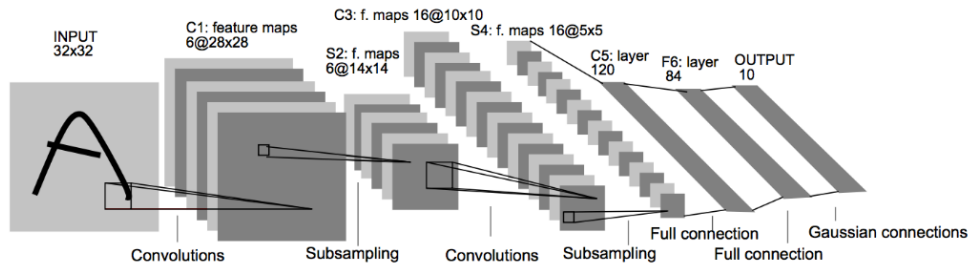 INPUT
32x32
C1: feature maps
6@28x28
S2: f. maps
6@14x14
C3: f. maps 16@10x10
S4: f. maps 16@5x5
C5: layer
120
F6: layer
84
OUTPUT
10
Convolutions
Subsampling
Convolutions
Subsampling
Full connection
Full connection
Gaussian connections